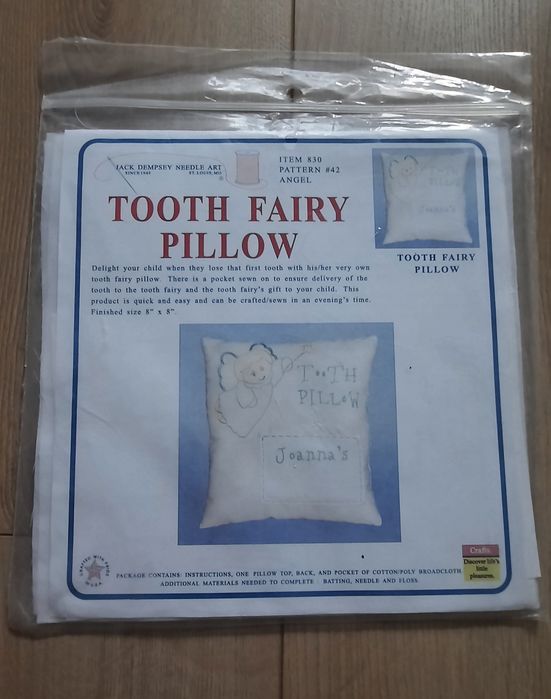 JACK DEMPSEY NEEDLE ART
SINCE 1945 ST. LOUIS, MO
ITEM 830
PATTERN #42
ANGEL
TOOTH FAIRY
PILLOW
Delight your child when they lose that first tooth with his/her very own
tooth fairy pillow. There is a pocket sewn on to ensure delivery of the
tooth to the tooth fairy and the tooth fairy's gift to your child. This
product is quick and easy and can be crafted/sewn in an evening's time.
Finished size 8" x 8".
TOOTH FAIRY
PILLOW
TOOTH
PILLOW
Joanna's
CRAFTED WITH PRIDE
Crafts.
Discover life's
little
pleasures.
PACKAGE CONTAINS: INSTRUCTIONS, ONE PILLOW TOP, BACK, AND POCKET OF COTTON/POLY BROADCLOTH
ADDITIONAL MATERIALS NEEDED TO COMPLETE : BATTING, NEEDLE AND FLOSS